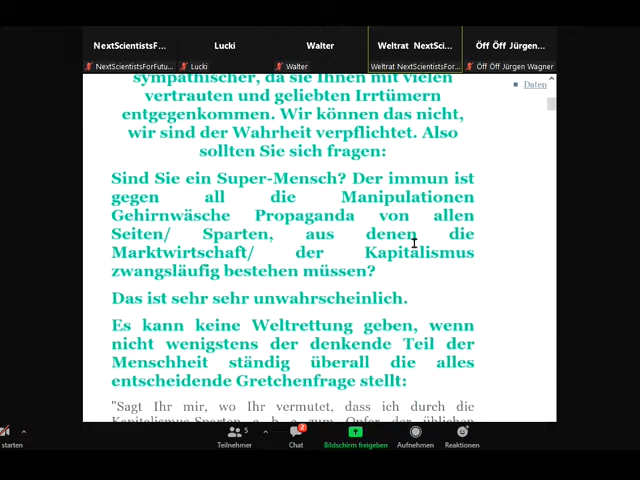 NextScientistsF...
Lucki
Walter
Weltrat NextSci...
Öff Öff Jürgen...
NextScientistsForFutu...
Lucki
Walter
Weltrat NextScientistsFor...
Öff Öff Jürgen Wagner
sympathischer, da sie Ihnen mit vielen
vertrauten und geliebten Irrtümern
entgegenkommen. Wir können das nicht,
wir sind der Wahrheit verpflichtet. Also
sollten Sie sich fragen:
Daten
Sind Sie ein Super-Mensch? Der immun ist
gegen all die Manipulationen
Gehirnwäsche Propaganda von allen
Seiten/ Sparten, aus denen die
Marktwirtschaft/ der Kapitalismus
zwangsläufig bestehen müssen?
Das ist sehr sehr unwahrscheinlich.
Es kann keine Weltrettung geben, wenn
nicht wenigstens der denkende Teil der
Menschheit ständig überall die alles
entscheidende Gretchenfrage stellt:
"Sagt Ihr mir, wo Ihr vermutet, dass ich durch die
Kapitalismus-Sparten a b c zum Opfer der üblichen
starten
5
Teilnehmer
2
Chat
Bildschirm freigeben
Aufnehmen
Reaktionen